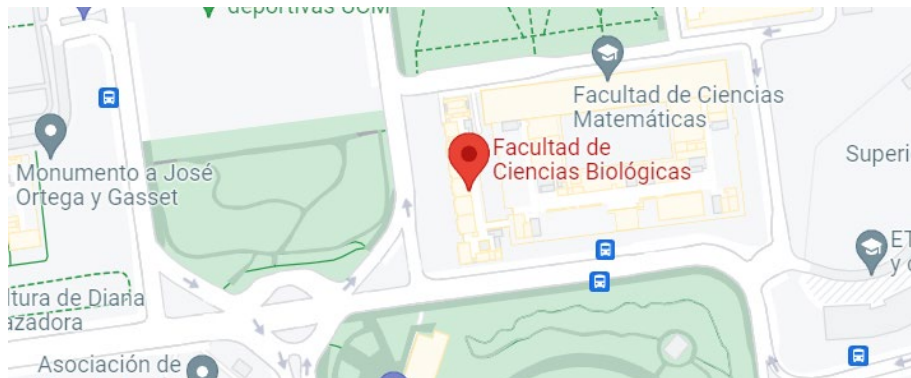 deportivas UCM
Facultad de Ciencias
Matemáticas
Facultad de
Ciencias Biológicas
Monumento a José
Ortega y Gasset
Superi
ET
y c
ltura de Diana
azadora
Asociación de